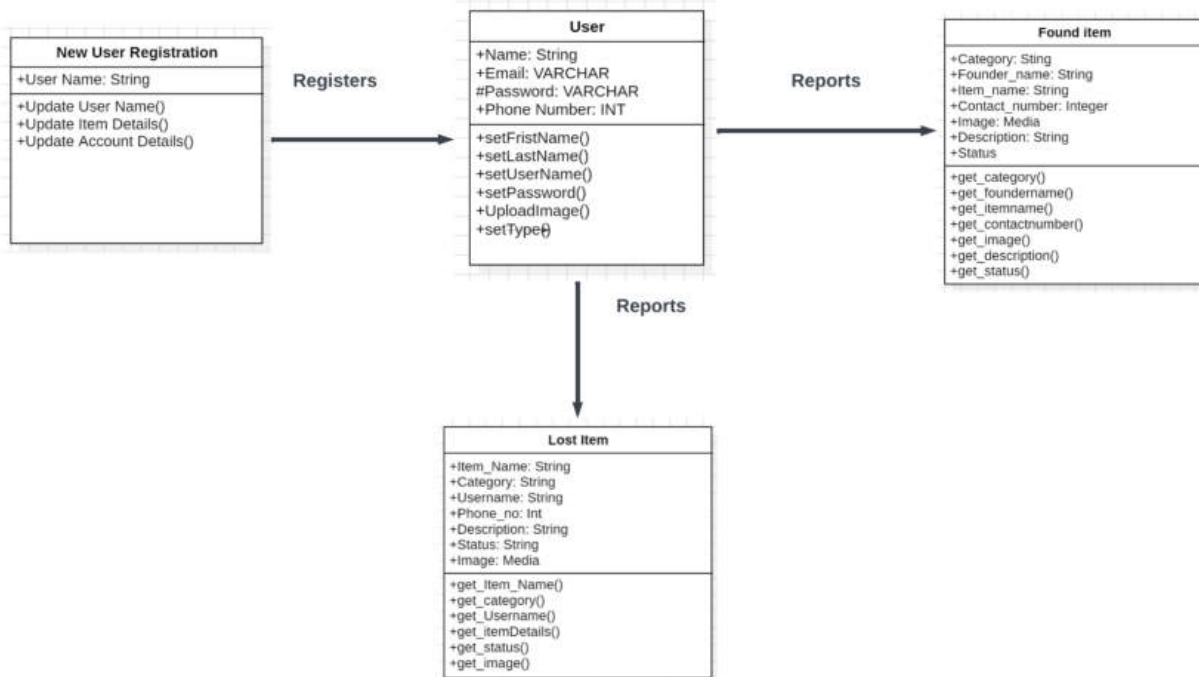 New User Registration
+User Name: String
+Update User Name()
+Update Item Details()
+Update Account Details()
Registers
User
+Name: String
+Email: VARCHAR
#Password: VARCHAR
+Phone Number: INT
+setFristName()
+setLastName()
+setUserName()
+setPassword()
+UploadImage()
+setType()
Reports
Found item
+Category: Sting
+Founder_name: String
+Item_name: String
+Contact_number: Integer
+Image: Media
+Description: String
+Status
+get_category()
+get_foundername()
+get_itemname()
+get_contactnumber()
+get_image()
+get_description()
+get_status()
Reports
Lost Item
+Item_Name: String
+Category: String
+Username: String
+Phone_no: Int
+Description: String
+Status: String
+Image: Media
+get_Item_Name()
+get_category()
+get_Username()
+get_itemDetails()
+get_status()
+get_image()